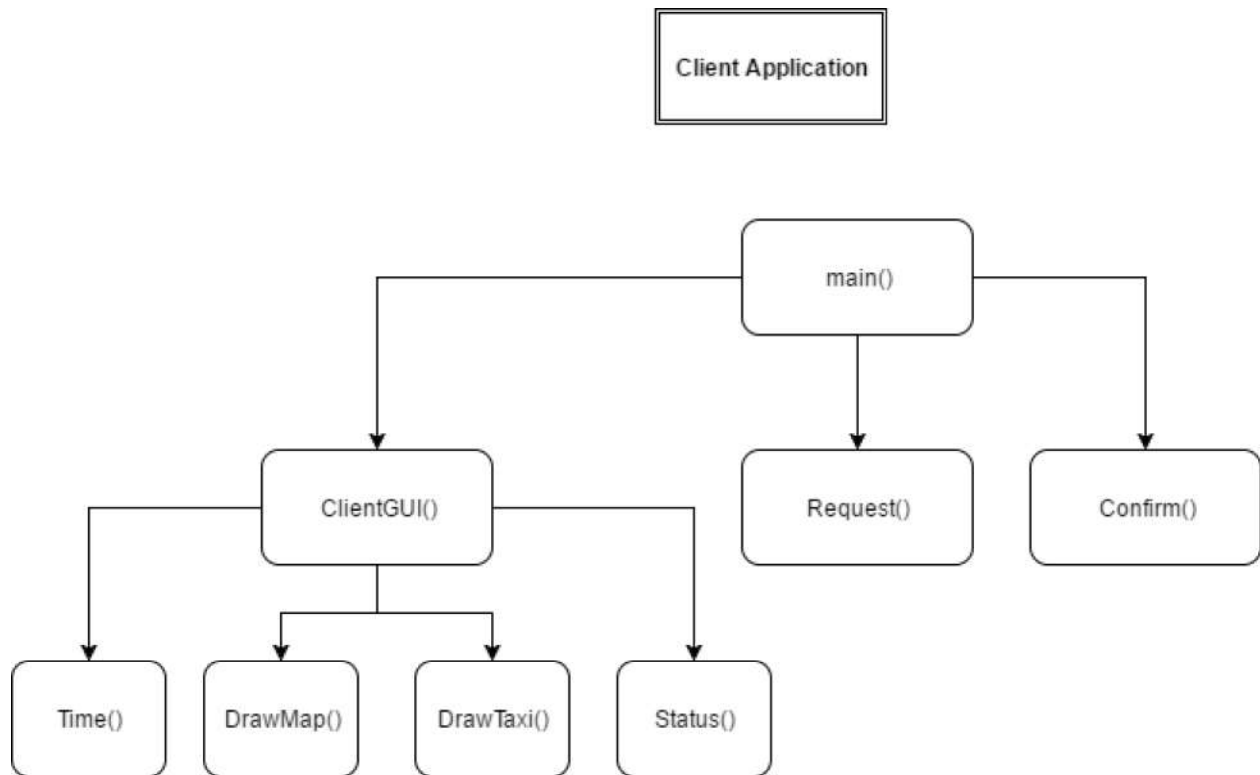 Client Application
main()
ClientGUI()
Request()
Confirm()
Time()
DrawMap()
DrawTaxi()
Status()